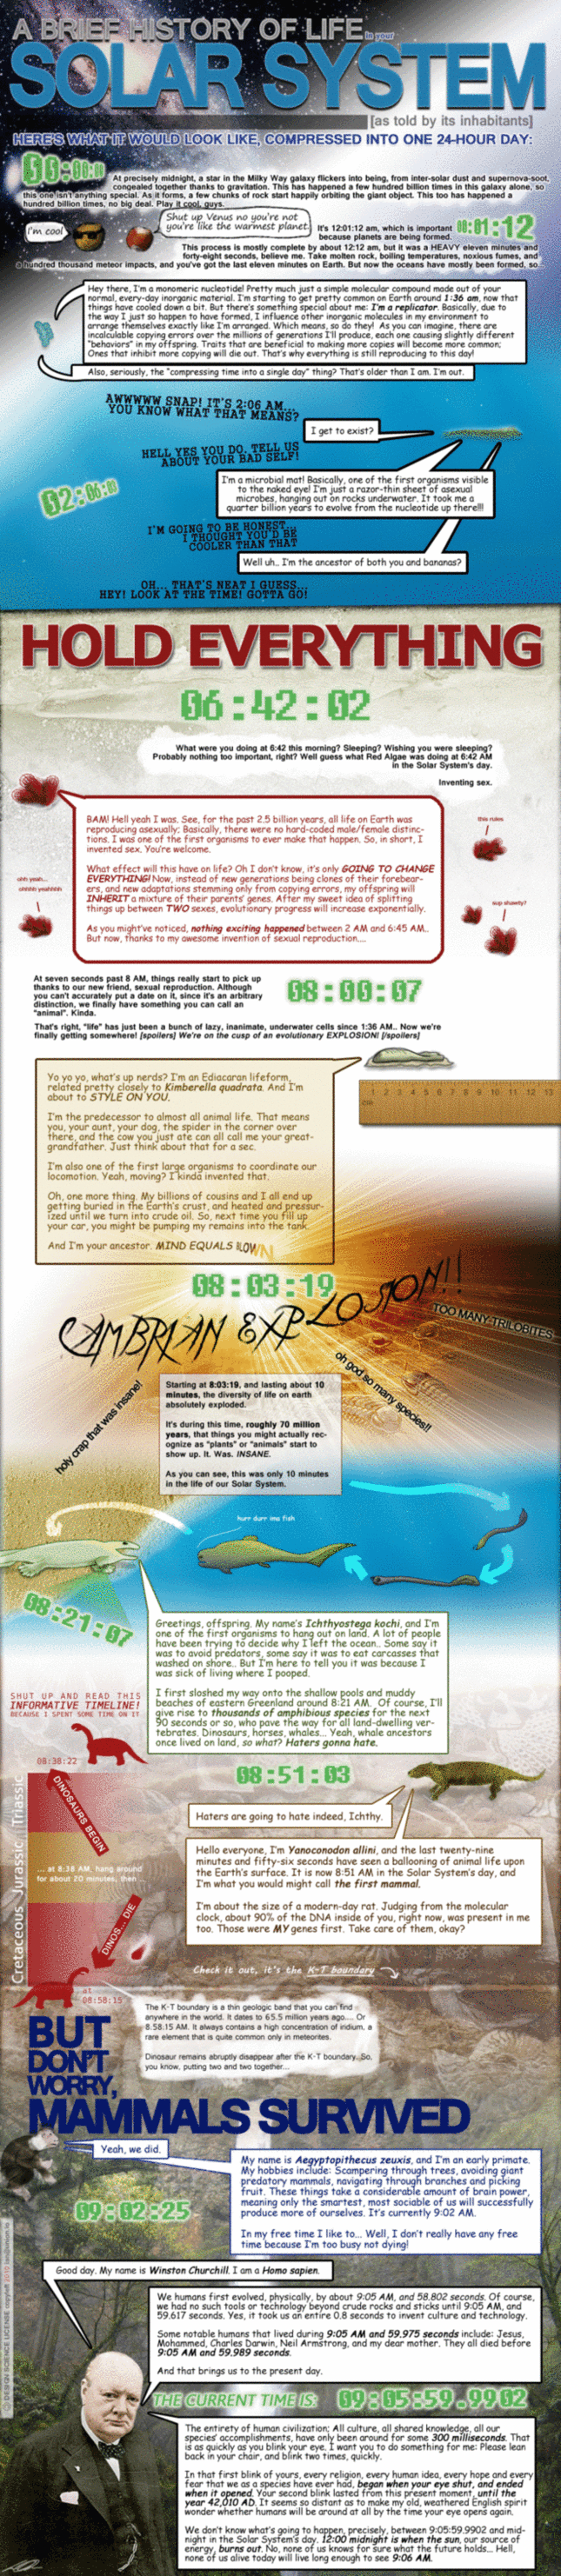 A BRIEF HISTORY OF LIFE in your
SOLAR SYSTEM
[as told by its inhabitants]
HERE'S WHAT IT WOULD LOOK LIKE, COMPRESSED INTO ONE 24-HOUR DAY:
00:00:00
At precisely midnight, a star in the Milky Way galaxy flickers into being, from inter-solar dust and supernova-soot,
congealed together thanks to gravitation. This has happened a few hundred billion times in this galaxy alone, so
this one isn't anything special. As it forms, a few chunks of rock start happily orbiting the giant object. This too has happened a
hundred billion times, no big deal. Play it cool, guys.
i'm cool
Shut up Venus no you're not
you're like the warmest planet.
It's 12:01:12 am, which is important
because planets are being formed.
00:01:12
This process is mostly complete by about 12:12 am, but it was a HEAVY eleven minutes and
forty-eight seconds, believe me. Take molten rock, boiling temperatures, noxious fumes, and
a hundred thousand meteor impacts, and you've got the last eleven minutes on Earth. But now the oceans have mostly been formed, so...
Hey there, I'm a monomeric nucleotide! Pretty much just a simple molecular compound made out of your
normal, every-day inorganic material. I'm starting to get pretty common on Earth around 1:36 am, now that
things have cooled down a bit. But there's something special about me: I'm a replicator. Basically, due to
the way I just so happen to have formed, I influence other inorganic molecules in my environment to
arrange themselves exactly like I'm arranged. Which means, so do they! As you can imagine, there are
incalculable copying errors over the millions of generations I'll produce, each one causing slightly different
"behaviors" in my offspring. Traits that are beneficial to making more copies will become more common;
Ones that inhibit more copying will die out. That's why everything is still reproducing to this day!
Also, seriously, the "compressing time into a single day" thing? That's older than I am. I'm out.
AWWWWW SNAP! IT'S 2:06 AM...
YOU KNOW WHAT THAT MEANS?
I get to exist?
HELL YES YOU DO. TELL US
ABOUT YOUR BAD SELF!
02:06:00
I'm a microbial mat! Basically, one of the first organisms visible
to the naked eye! I'm just a razor-thin sheet of asexual
microbes, hanging out on rocks underwater. It took me a
quarter billion years to evolve from the nucleotide up there!!!
I'M GOING TO BE HONEST...
I THOUGHT YOU'D BE
COOLER THAN THAT
Well uh.. I'm the ancestor of both you and bananas?
OH... THAT'S NEAT I GUESS...
HEY! LOOK AT THE TIME! GOTTA GO!
HOLD EVERYTHING
06:42:02
What were you doing at 6:42 this morning? Sleeping? Wishing you were sleeping?
Probably nothing too important, right? Well guess what Red Algae was doing at 6:42 AM
in the Solar System's day.
Inventing sex.
BAM! Hell yeah I was. See, for the past 2.5 billion years, all life on Earth was
reproducing asexually; Basically, there were no hard-coded male/female distinc-
tions. I was one of the first organisms to ever make that happen. So, in short, I
invented sex. You're welcome.
What effect will this have on life? Oh I don't know, it's only GOING TO CHANGE
EVERYTHING! Now, instead of new generations being clones of their forebear-
ers, and new adaptations stemming only from copying errors, my offspring will
INHERIT a mixture of their parents' genes. After my sweet idea of splitting
things up between TWO sexes, evolutionary progress will increase exponentially.
As you might've noticed, nothing exciting happened between 2 AM and 6:45 AM..
But now, thanks to my awesome invention of sexual reproduction....
this rules
ohh yeah...
uhhhh yeahhhhh
sup shawty?
At seven seconds past 8 AM, things really start to pick up
thanks to our new friend, sexual reproduction. Although
you can't accurately put a date on it, since it's an arbitrary
distinction, we finally have something you can call an
"animal". Kinda.
08:00:07
That's right, "life" has just been a bunch of lazy, inanimate, underwater cells since 1:36 AM.. Now we're
finally getting somewhere! [spoilers] We're on the cusp of an evolutionary EXPLOSION! [/spoilers]
1 2 3 4 5 6 7 8 9 10 11 12 13
cm
Yo yo yo, what's up nerds? I'm an Ediacaran lifeform,
related pretty closely to Kimberella quadrata. And I'm
about to STYLE ON YOU.
I'm the predecessor to almost all animal life. That means
you, your aunt, your dog, the spider in the corner over
there, and the cow you just ate can all call me your great-
grandfather. Just think about that for a sec.
I'm also one of the first large organisms to coordinate our
locomotion. Yeah, moving? I kinda invented that.
Oh, one more thing. My billions of cousins and I all end up
getting buried in the Earth's crust, and heated and pressur-
ized until we turn into crude oil. So, next time you fill up
your car, you might be pumping my remains into the tank.
And I'm your ancestor. MIND EQUALS BLOWN
08:03:19
CAMBRIAN EXPLOSION!!
TOO MANY TRILOBITES
oh god so many species!!
holy crap that was insane!
Starting at 8:03:19, and lasting about 10
minutes, the diversity of life on earth
absolutely exploded.
It's during this time, roughly 70 million
years, that things you might actually rec-
ognize as "plants" or "animals" start to
show up. It. Was. INSANE.
As you can see, this was only 10 minutes
in the life of our Solar System.
hurr durr ima fish
08:21:07
Greetings, offspring. My name's Ichthyostega kochi, and I'm
one of the first organisms to hang out on land. A lot of people
have been trying to decide why I left the ocean.. Some say it
was to avoid predators, some say it was to eat carcasses that
washed on shore.. But I'm here to tell you it was because I
was sick of living where I pooped.
I first sloshed my way onto the shallow pools and muddy
beaches of eastern Greenland around 8:21 AM. Of course, I'll
give rise to thousands of amphibious species for the next
90 seconds or so, who pave the way for all land-dwelling ver-
tebrates. Dinosaurs, horses, whales... Yeah, whale ancestors
once lived on land, so what? Haters gonna hate.
SHUT UP AND READ THIS
INFORMATIVE TIMELINE!
BECAUSE I SPENT SOME TIME ON IT
08:38:22
DINOSAURS BEGIN
... at 8:38 AM, hang around
for about 20 minutes, then
DINOS... DIE
Cretaceous Jurassic Triassic
at
08:58:15
08:51:03
Haters are going to hate indeed, Ichthy.
Hello everyone, I'm Yanoconodon allini, and the last twenty-nine
minutes and fifty-six seconds have seen a ballooning of animal life upon
the Earth's surface. It is now 8:51 AM in the Solar System's day, and
I'm what you would might call the first mammal.
I'm about the size of a modern-day rat. Judging from the molecular
clock, about 90% of the DNA inside of you, right now, was present in me
too. Those were MY genes first. Take care of them, okay?
Check it out, it's the K-T boundary
The K-T boundary is a thin geologic band that you can find
anywhere in the world. It dates to 65.5 million years ago.... Or
8:58:15 AM. It always contains a high concentration of iridium, a
rare element that is quite common only in meteorites.
Dinosaur remains abruptly disappear after the K-T boundary. So,
you know, putting two and two together...
BUT
DON'T
WORRY,
MAMMALS SURVIVED
Yeah, we did.
My name is Aegyptopithecus zeuxis, and I'm an early primate.
My hobbies include: Scampering through trees, avoiding giant
predatory mammals, navigating through branches and picking
fruit. These things take a considerable amount of brain power,
meaning only the smartest, most sociable of us will successfully
produce more of ourselves. It's currently 9:02 AM.
In my free time I like to... Well, I don't really have any free
time because I'm too busy not dying!
09:02:25
Good day. My name is Winston Churchill. I am a Homo sapien.
We humans first evolved, physically, by about 9:05 AM, and 58.802 seconds. Of course,
we had no such tools or technology beyond crude rocks and sticks until 9:05 AM, and
59.617 seconds. Yes, it took us an entire 0.8 seconds to invent culture and technology.
Some notable humans that lived during 9:05 AM and 59.975 seconds include: Jesus,
Mohammed, Charles Darwin, Neil Armstrong, and my dear mother. They all died before
9:05 AM and 59.989 seconds.
And that brings us to the present day.
THE CURRENT TIME IS: 09:05:59.9902
The entirety of human civilization; All culture, all shared knowledge, all our
species' accomplishments, have only been around for some 300 milliseconds. That
is as quickly as you blink your eye. I want you to do something for me: Please lean
back in your chair, and blink two times, quickly.
In that first blink of yours, every religion, every human idea, every hope and every
fear that we as a species have ever had, began when your eye shut, and ended
when it opened. Your second blink lasted from this present moment, until the
year 42,010 AD. It seems so distant as to make my old, weathered English spirit
wonder whether humans will be around at all by the time your eye opens again.
We don't know what's going to happen, precisely, between 9:05:59.9902 and mid-
night in the Solar System's day. 12:00 midnight is when the sun, our source of
energy, burns out. No, none of us knows for sure what the future holds... Hell,
none of us alive today will live long enough to see 9:06 AM.
DESIGN SCIENCE LICENSE copyleft 2010